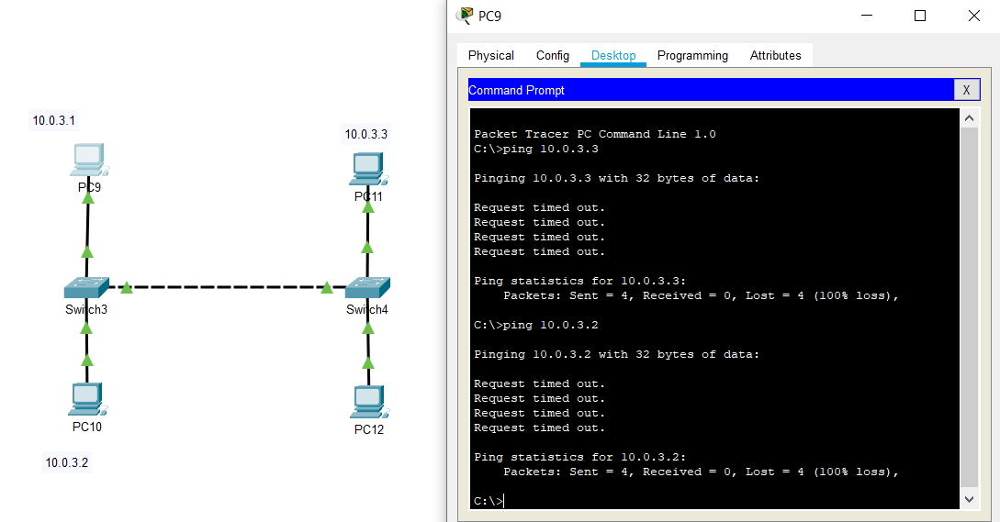 10.0.3.1
PC9
10.0.3.3
PC11
Switch3
Switch4
PC10
PC12
10.0.3.2
PC9
Physical Config Desktop Programming Attributes
Command Prompt
X
Packet Tracer PC Command Line 1.0
C:\>ping 10.0.3.3
Pinging 10.0.3.3 with 32 bytes of data:
Request timed out.
Request timed out.
Request timed out.
Request timed out.
Ping statistics for 10.0.3.3:
    Packets: Sent = 4, Received = 0, Lost = 4 (100% loss),
C:\>ping 10.0.3.2
Pinging 10.0.3.2 with 32 bytes of data:
Request timed out.
Request timed out.
Request timed out.
Request timed out.
Ping statistics for 10.0.3.2:
    Packets: Sent = 4, Received = 0, Lost = 4 (100% loss),
C:\>